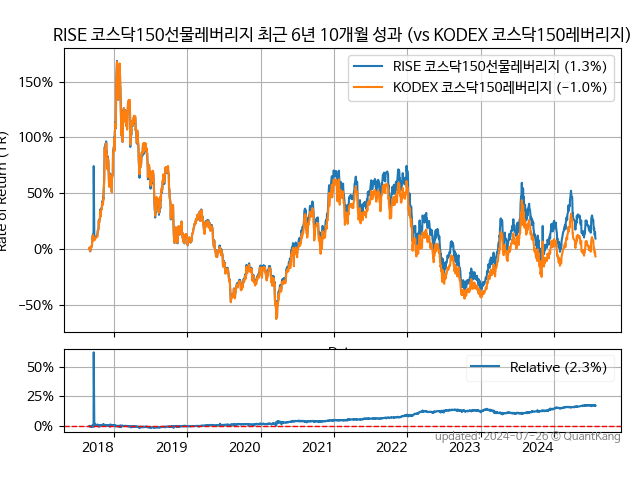 RISE 코스닥150선물레버리지 최근 6년 10개월 성과 (vs KODEX 코스닥150레버리지)
RISE 코스닥150선물레버리지 (1.3%)
KODEX 코스닥150레버리지 (−1.0%)
150%
100%
50%
0%
−50%
Rate of Return (TR)
Relative (2.3%)
50%
25%
0%
2018 2019 2020 2021 2022 2023 2024
updated: 2024-07-26 © QuantKang